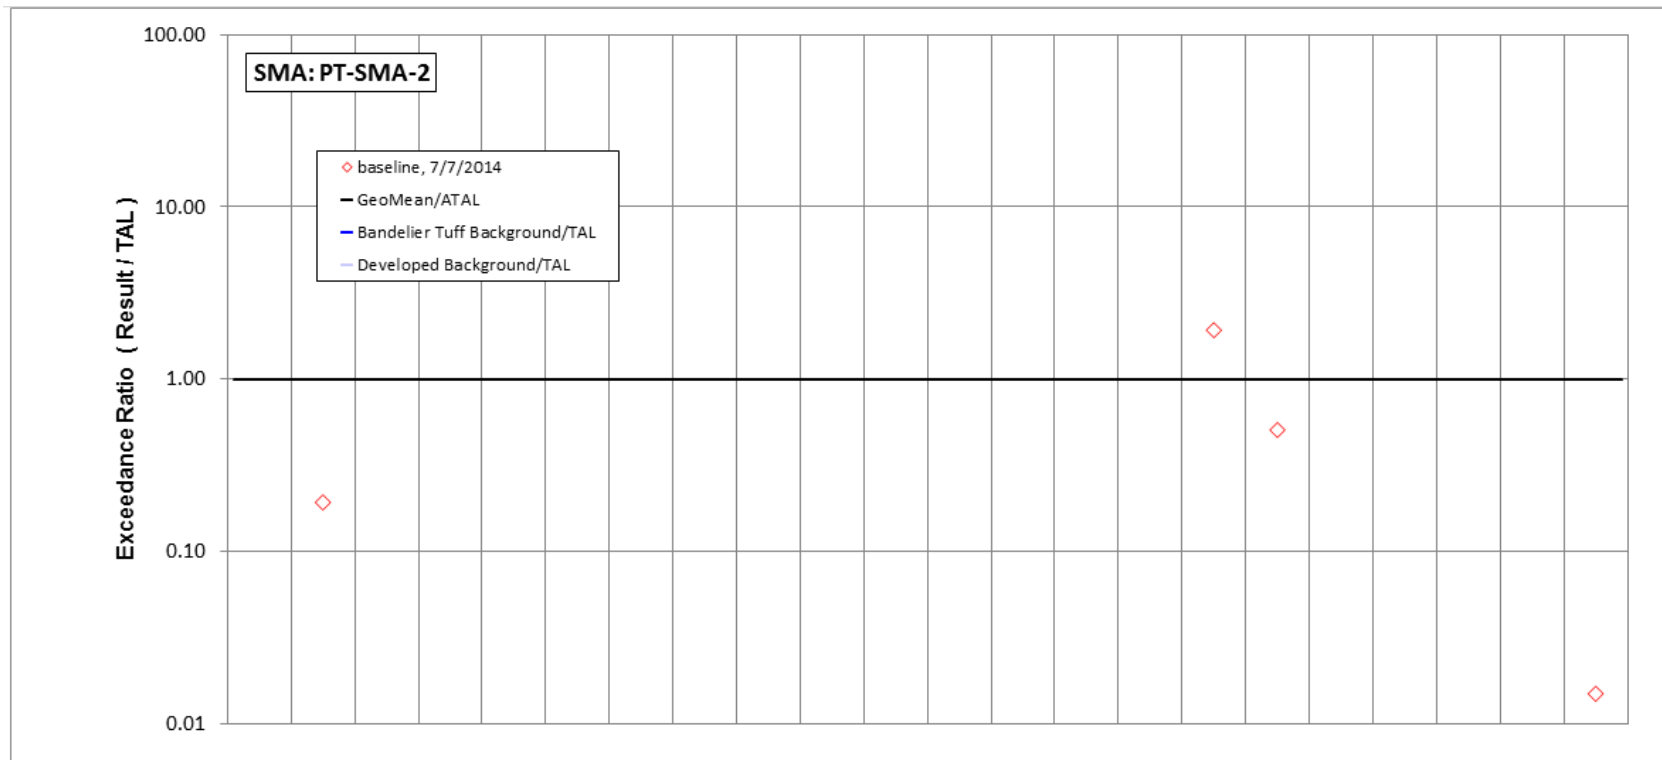 100.00
SMA: PT-SMA-2
baseline, 7/7/2014
GeoMean/ATAL
Bandelier Tuff Background/TAL
Developed Background/TAL
Exceedance Ratio ( Result / TAL )
10.00
1.00
0.10
0.01